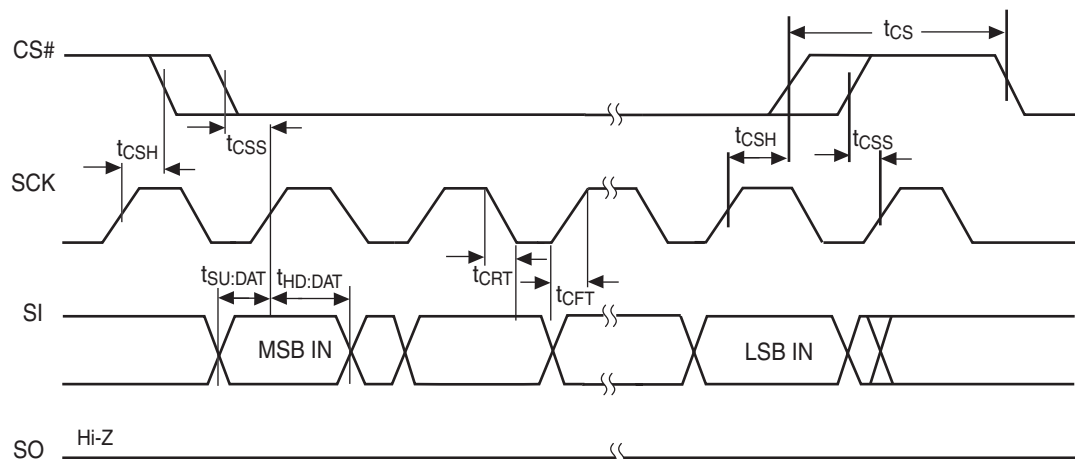 tCS
CS#
tCSH
tCSS
tCSH
tCSS
SCK
tSU:DAT
tHD:DAT
tCRT
tCFT
SI
MSB IN
LSB IN
Hi-Z
SO